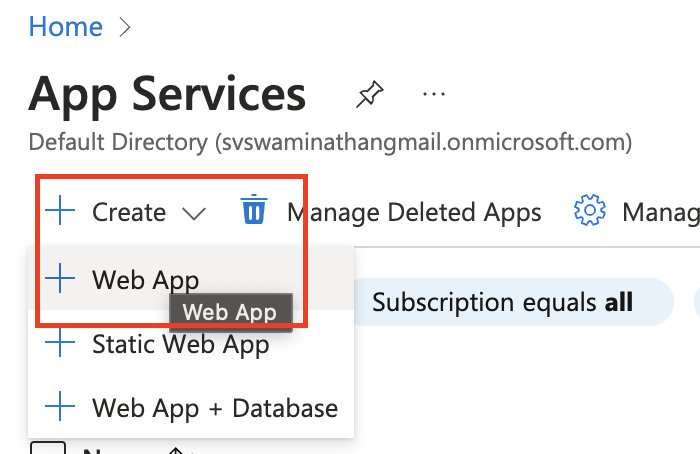 Home >
App Services ...
Default Directory (svswaminathangmail.onmicrosoft.com)
+ Create Manage Deleted Apps Manag
+ Web App
Web App
Subscription equals all
+ Static Web App
+ Web App + Database